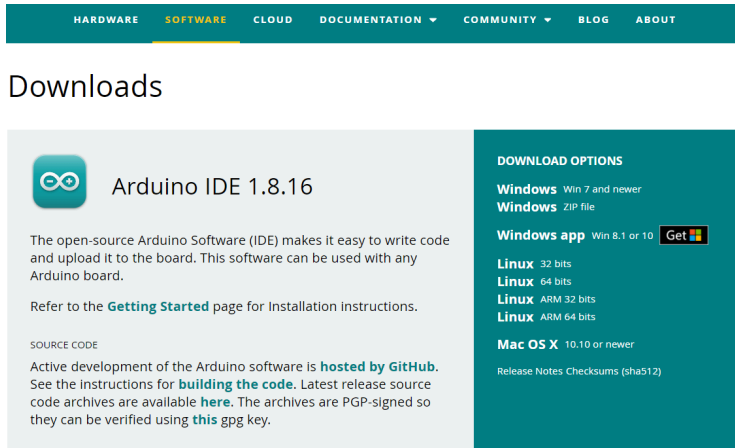 HARDWARE SOFTWARE CLOUD DOCUMENTATION COMMUNITY BLOG ABOUT
Downloads
Arduino IDE 1.8.16
The open-source Arduino Software (IDE) makes it easy to write code
and upload it to the board. This software can be used with any
Arduino board.
Refer to the Getting Started page for Installation instructions.
SOURCE CODE
Active development of the Arduino software is hosted by GitHub.
See the instructions for building the code. Latest release source
code archives are available here. The archives are PGP-signed so
they can be verified using this gpg key.
DOWNLOAD OPTIONS
Windows Win 7 and newer
Windows ZIP file
Windows app Win 8.1 or 10 Get
Linux 32 bits
Linux 64 bits
Linux ARM 32 bits
Linux ARM 64 bits
Mac OS X 10.10 or newer
Release Notes Checksums (sha512)